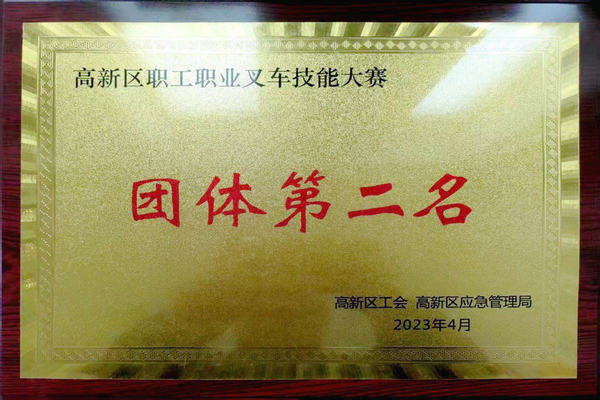 高新区职工职业叉车技能大赛
团体第二名
高新区工会 高新区应急管理局
2023年4月